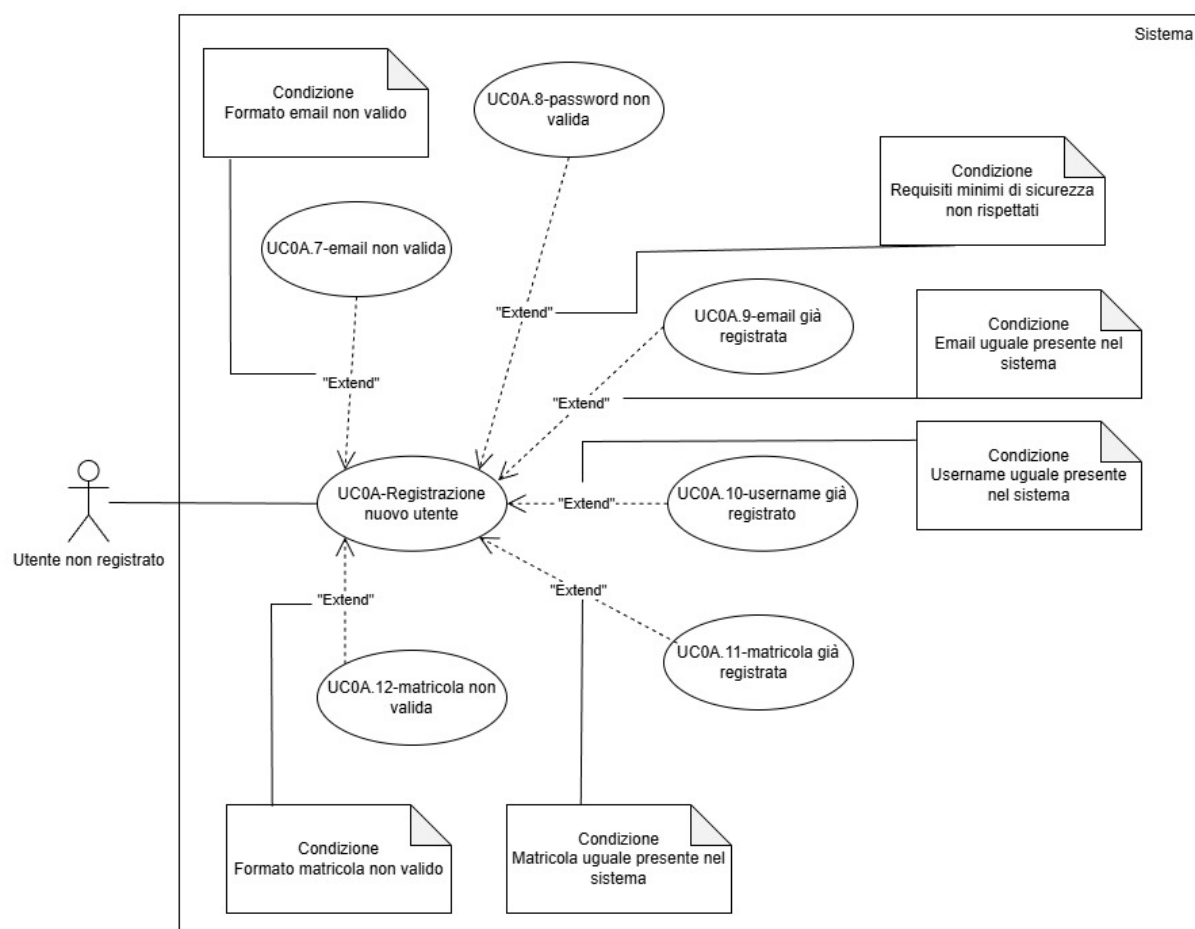 Sistema
Condizione
Formato email non valido
UC0A.8-password non
valida
Condizione
Requisiti minimi di sicurezza
non rispettati
UC0A.7-email non valida
"Extend"
UC0A.9-email già
registrata
Condizione
Email uguale presente nel
sistema
"Extend"
"Extend"
Condizione
Username uguale presente
nel sistema
UC0A-Registrazione
nuovo utente
"Extend"
UC0A.10-username già
registrato
Utente non registrato
"Extend"
"Extend"
UC0A.11-matricola già
registrata
UC0A.12-matricola non
valida
Condizione
Formato matricola non valido
Condizione
Matricola uguale presente nel
sistema